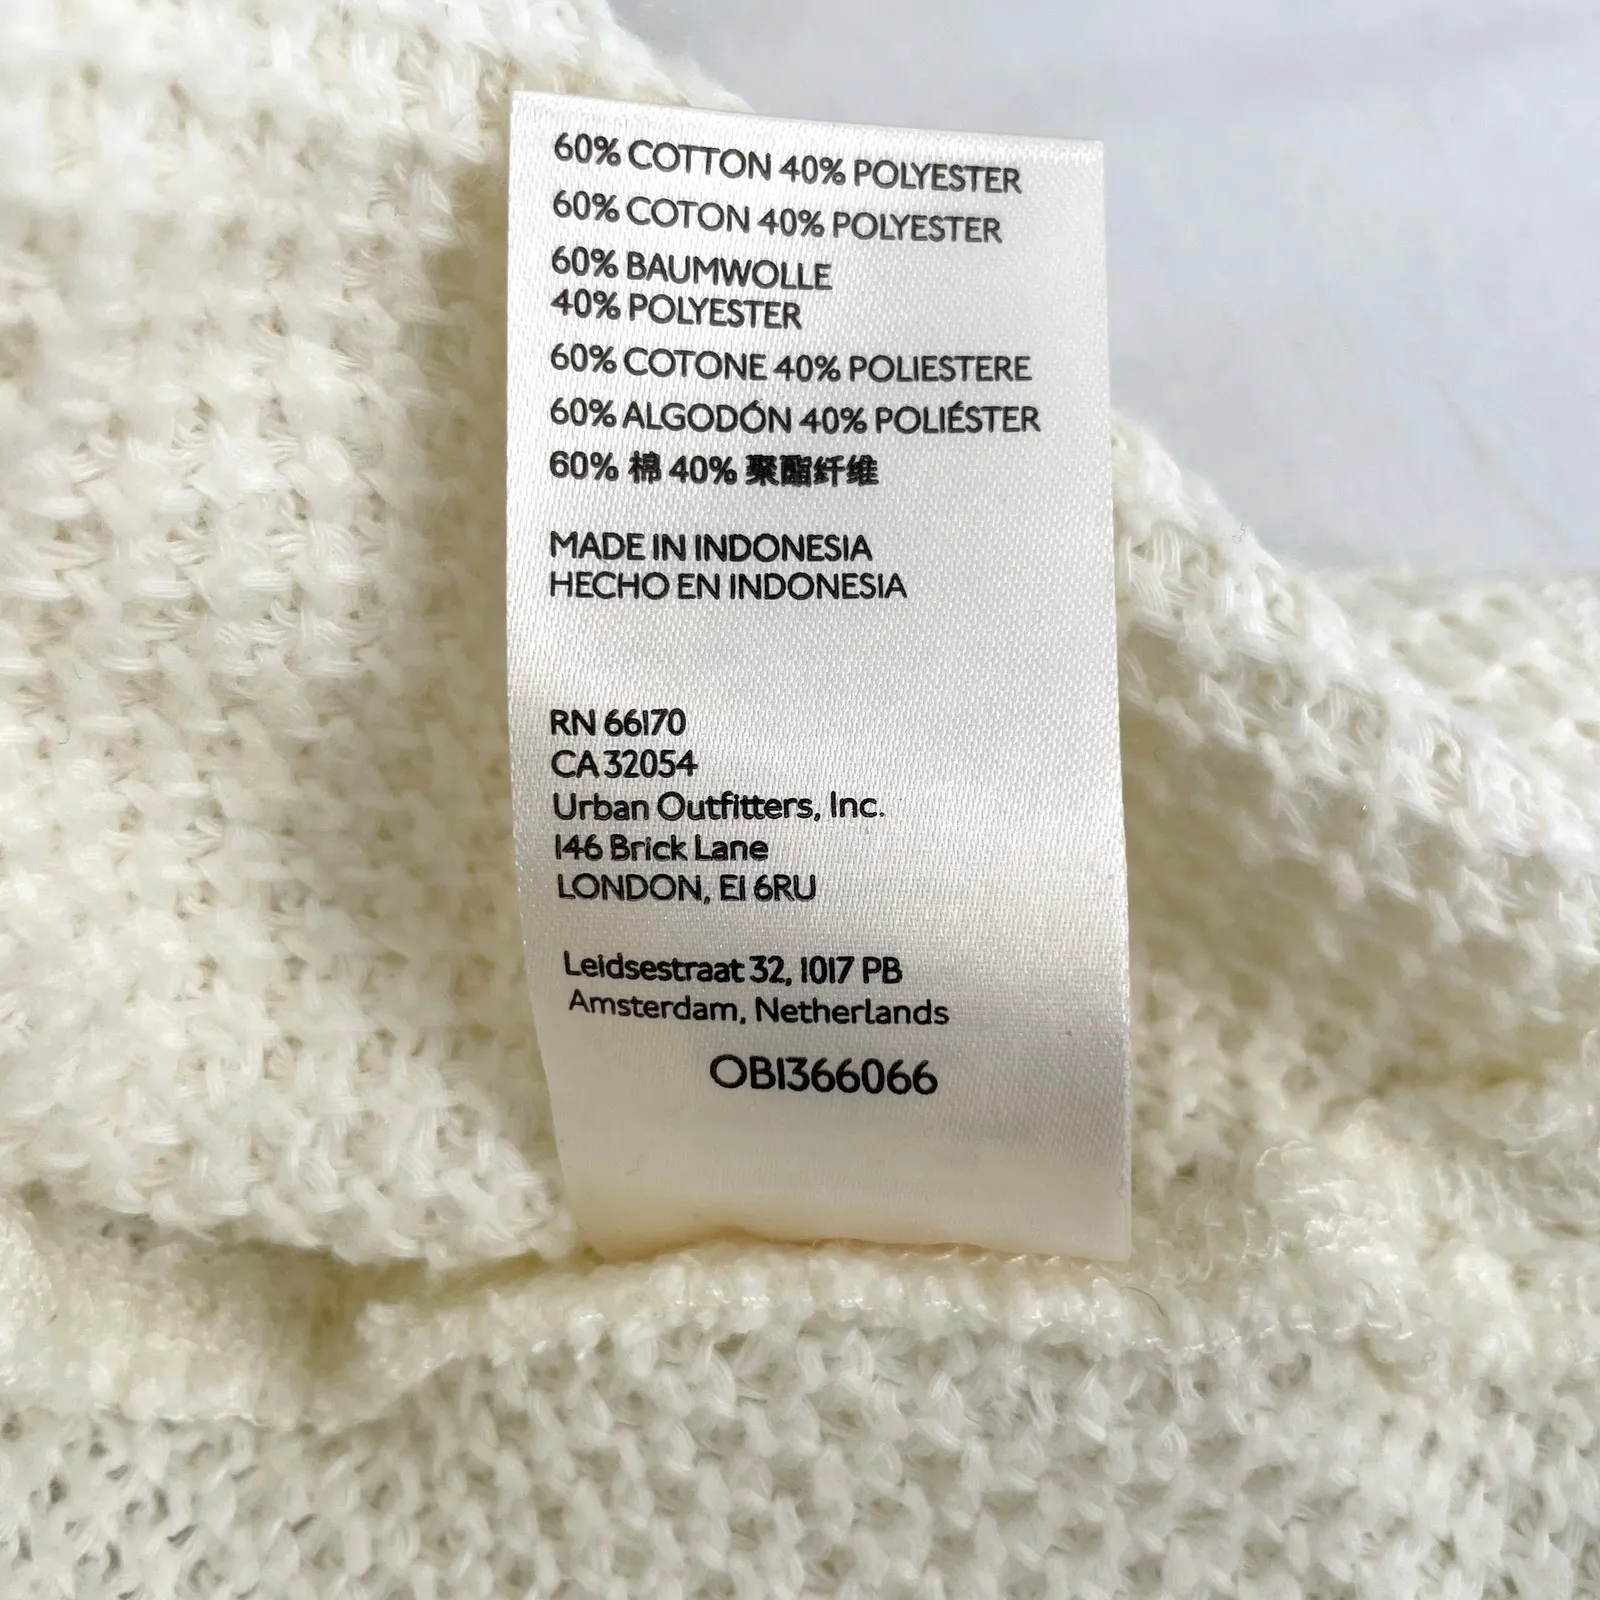 60% COTTON 40% POLYESTER
60% COTON 40% POLYESTER
60% BAUMWOLLE
40% POLYESTER
60% COTONE 40% POLIESTERE
60% ALGODÓN 40% POLIÉSTER
60% 棉 40% 聚酯纤维
MADE IN INDONESIA
HECHO EN INDONESIA
RN 66170
CA 32054
Urban Outfitters, Inc.
146 Brick Lane
LONDON, E1 6RU
Leidsestraat 32, 1017 PB
Amsterdam, Netherlands
OB1366066